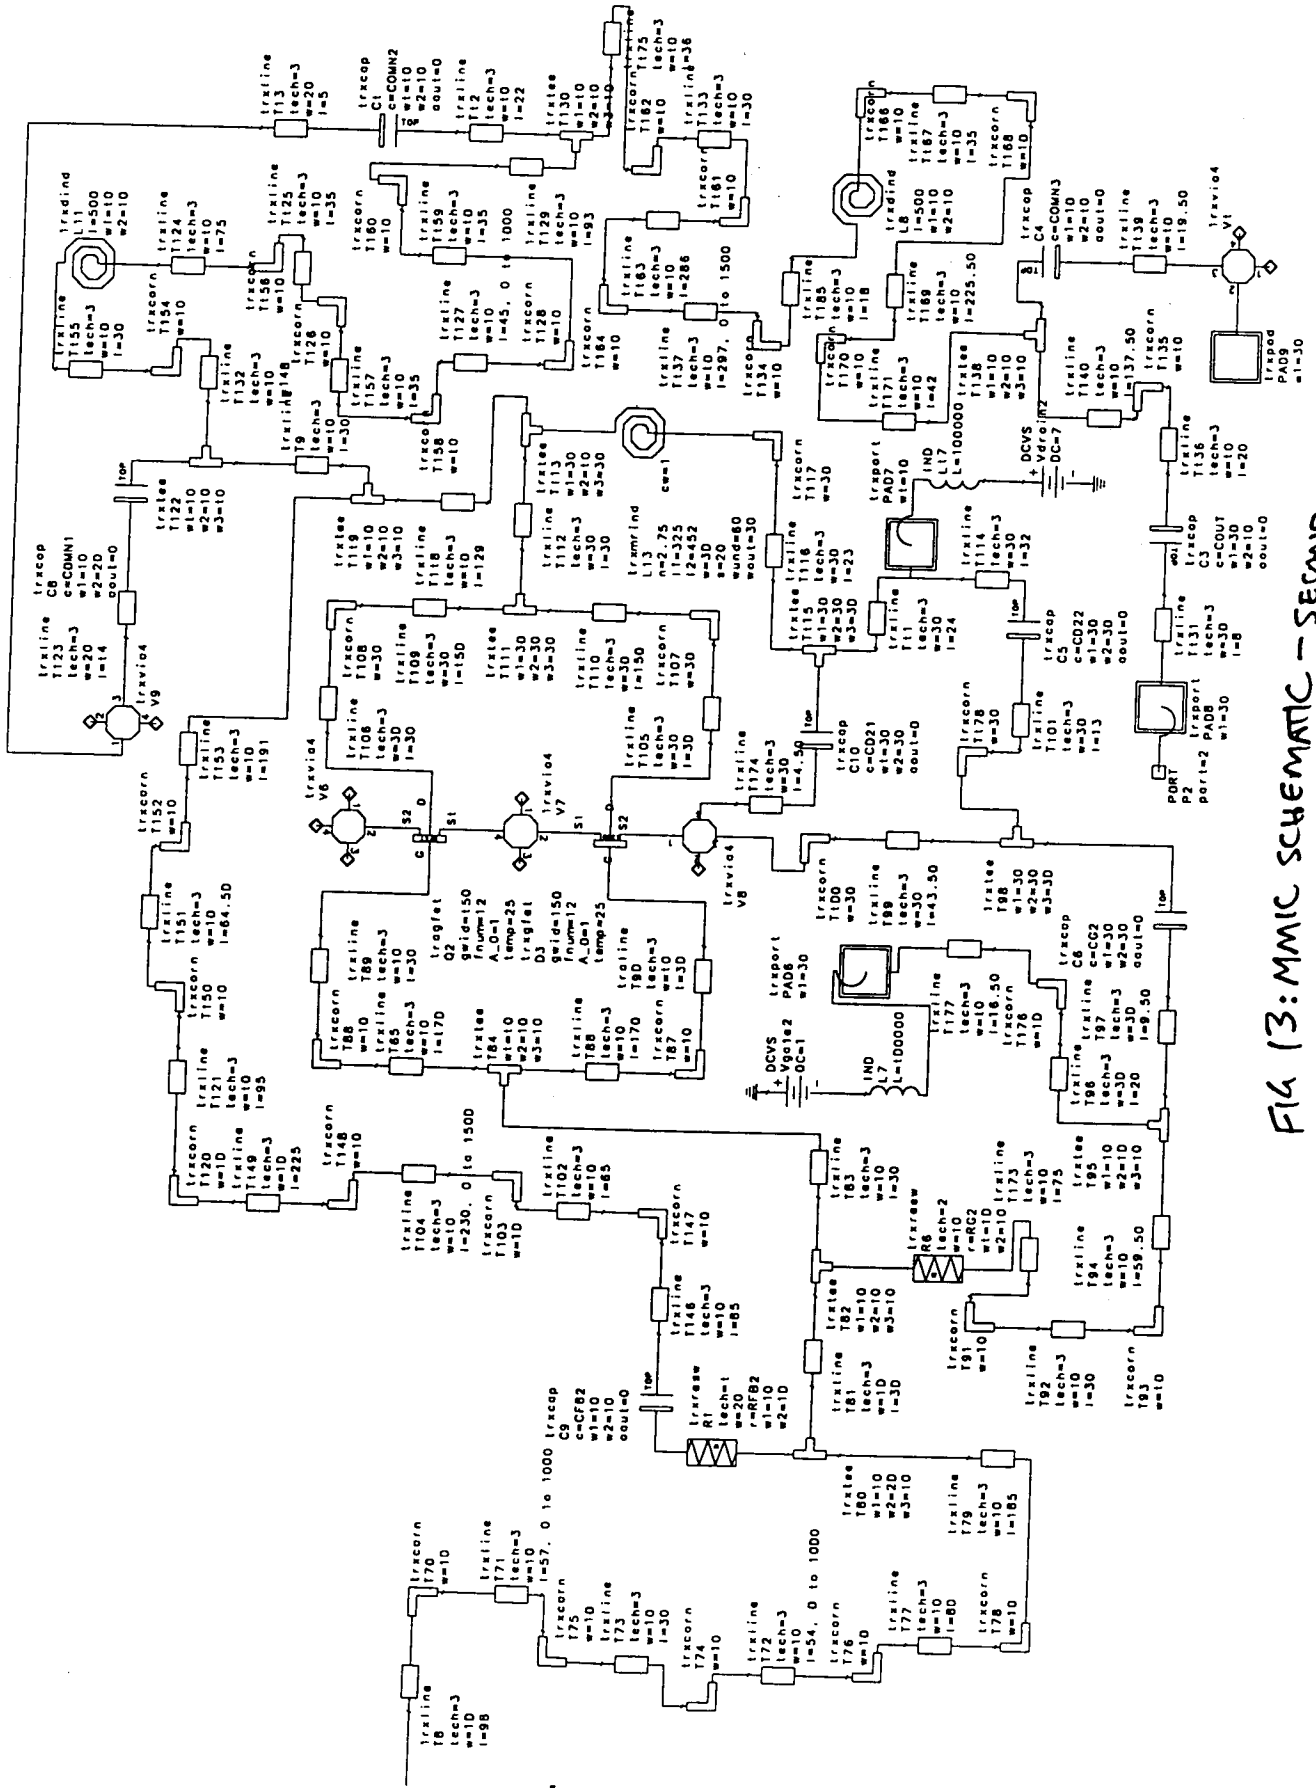 trxline
T8
tech=3
w=10
l=98
trxcorn
T70
w=10
trxline
T71
tech=3
w=10
l=57, 0 to 1000
trxcorn
T75
w=10
trxline
T73
tech=3
w=10
l=30
trxcorn
T74
w=10
trxline
T72
tech=3
w=10
l=54, 0 to 1000
trxcorn
T76
w=10
trxline
T77
tech=3
w=10
l=80
trxcorn
T78
w=10
trxline
T79
tech=3
w=10
l=185
trxtee
T80
w1=10
w2=20
w3=10
trxcap
C9
c=CFB2
w1=10
w2=10
aout=0
TOP
trxresw
R1
tech=1
w=20
r=RFB2
w1=10
w2=10
trxline
T81
tech=3
w=10
l=30
trxtee
T82
w1=10
w2=10
w3=10
trxline
T83
tech=3
w=10
l=30
trxresw
R6
tech=2
w=10
r=RG2
w1=10
w2=10
trxline
T173
tech=3
w=10
l=75
trxcorn
T91
w=10
trxline
T92
tech=3
w=10
l=30
trxcorn
T93
w=10
trxline
T94
tech=3
w=10
l=59.50
trxtee
T95
w1=10
w2=10
w3=10
trxline
T96
tech=3
w=30
l=20
trxline
T97
tech=3
w=30
l=9.50
trxcap
C6
c=CG2
w1=30
w2=30
aout=0
TOP
trxcorn
T176
w=10
trxline
T177
tech=3
w=10
l=16.50
trxport
PAD6
w1=30
DCVS
Vgate2
DC=1
IND
L7
L=100000
trxline
T146
tech=3
w=10
l=85
trxcorn
T147
w=10
trxline
T102
tech=3
w=10
l=65
trxcorn
T103
w=10
trxline
T104
tech=3
w=10
l=230, 0 to 1500
trxcorn
T148
w=10
trxline
T149
tech=3
w=10
l=225
trxcorn
T120
w=10
trxline
T121
tech=3
w=10
l=95
trxcorn
T150
w=10
trxline
T151
tech=3
w=10
l=64.50
trxcorn
T152
w=10
trxline
T153
tech=3
w=10
l=191
trxcorn
T88
w=10
trxline
T65
tech=3
w=10
l=170
trxtee
T84
w1=10
w2=10
w3=10
trxline
T88
tech=3
w=10
l=170
trxcorn
T87
w=10
trxline
T89
tech=3
w=10
l=30
tragfet
Q2
gwid=150
fnum=12
A_0=1
temp=25
trxgfet
D3
gwid=150
fnum=12
A_0=1
temp=25
trxline
T90
tech=3
w=10
l=30
trxvia4
V6
trxvia4
V7
trxvia4
V8
S2
D
G
S1
S1
D
G
S2
trxline
T106
tech=3
w=30
l=30
trxcorn
T108
w=30
trxline
T109
tech=3
w=30
l=150
trxtee
T111
w1=30
w2=30
w3=30
trxline
T110
tech=3
w=30
l=150
trxcorn
T107
w=30
trxline
T105
tech=3
w=30
l=30
trxline
T174
tech=3
w=30
l=4.50
trxcap
C10
c=CD21
w1=30
w2=30
aout=0
TOP
trxcorn
T100
w=30
trxline
T99
tech=3
w=30
l=43.50
trxtee
T98
w1=30
w2=30
w3=30
trxcorn
T178
w=30
trxline
T101
tech=3
w=30
l=13
trxcap
C5
c=CD22
w1=30
w2=30
aout=0
TOP
trxline
T114
tech=3
w=30
l=32
trxline
T11
tech=3
w=30
l=24
trxtee
T115
w1=30
w2=30
w3=30
trxline
T116
tech=3
w=30
l=23
trxcorn
T117
w=30
trxport
PAD7
w1=10
IND
L17
L=100000
DCVS
Vdrain2
DC=7
trxvia4
V9
trxline
T123
tech=3
w=20
l=14
trxcap
C8
c=COMN1
w1=10
w2=20
aout=0
TOP
trxtee
T122
w1=10
w2=10
w3=10
trxline
T9
tech=3
w=10
l=30
trxtee
T119
w1=10
w2=10
w3=10
trxline
T118
tech=3
w=10
l=129
trxline
T112
tech=3
w=30
l=30
trxtee
T113
w1=30
w2=10
w3=30
trxmrind
L13
n=2.75
l1=325
l2=452
w=30
s=20
wund=60
wout=30
cw=1
trxline
T132
tech=3
w=10
w=148
trxcorn
T154
w=10
trxline
T155
tech=3
w=10
l=30
trxdind
L11
l=500
w1=10
w2=10
trxline
T124
tech=3
w=10
l=75
trxcorn
T156
w=10
trxline
T125
tech=3
w=10
l=35
trxcorn
T126
w=10
trxline
T157
tech=3
w=10
l=35
trxcorn
T158
w=10
trxline
T127
tech=3
w=10
l=45, 0 to 1000
trxcorn
T128
w=10
trxline
T159
tech=3
w=10
l=35
trxcorn
T160
w=10
trxline
T129
tech=3
w=10
l=93
trxline
T13
tech=3
w=20
l=5
trxcap
C1
c=COMN2
w1=10
w2=10
aout=0
TOP
trxline
T12
tech=3
w=10
l=22
trxtee
T130
w1=10
w2=10
w3=10
trxline
T175
tech=3
w=10
l=36
trxcorn
T162
w=10
trxline
T133
tech=3
w=10
l=30
trxcorn
T161
w=10
trxline
T163
tech=3
w=10
l=286
trxcorn
T164
w=10
trxline
T137
tech=3
w=10
l=297, 0 to 1500
trxcorn
T134
w=10
trxline
T185
tech=3
w=10
l=18
trxdind
L8
l=500
w1=10
w2=10
trxcorn
T166
w=10
trxline
T167
tech=3
w=10
l=35
trxcorn
T168
w=10
trxline
T169
tech=3
w=10
l=225.50
trxcorn
T170
w=10
trxline
T171
tech=3
w=10
l=42
trxtee
T138
w1=10
w2=10
w3=10
trxcap
C4
c=COMN3
w1=10
w2=10
aout=0
trxline
T139
tech=3
w=10
l=19.50
trxvia4
V1
trxpad
PAD9
w1=30
trxline
T140
tech=3
w=10
l=137.50
trxcorn
T135
w=10
trxline
T136
tech=3
w=10
l=20
trxcap
C3
c=COUT
w1=30
w2=10
aout=0
trxline
T131
tech=3
w=30
l=8
trxport
PAD8
w1=30
PORT
P2
port=2
FIG 13: MMIC SCHEMATIC – SECOND